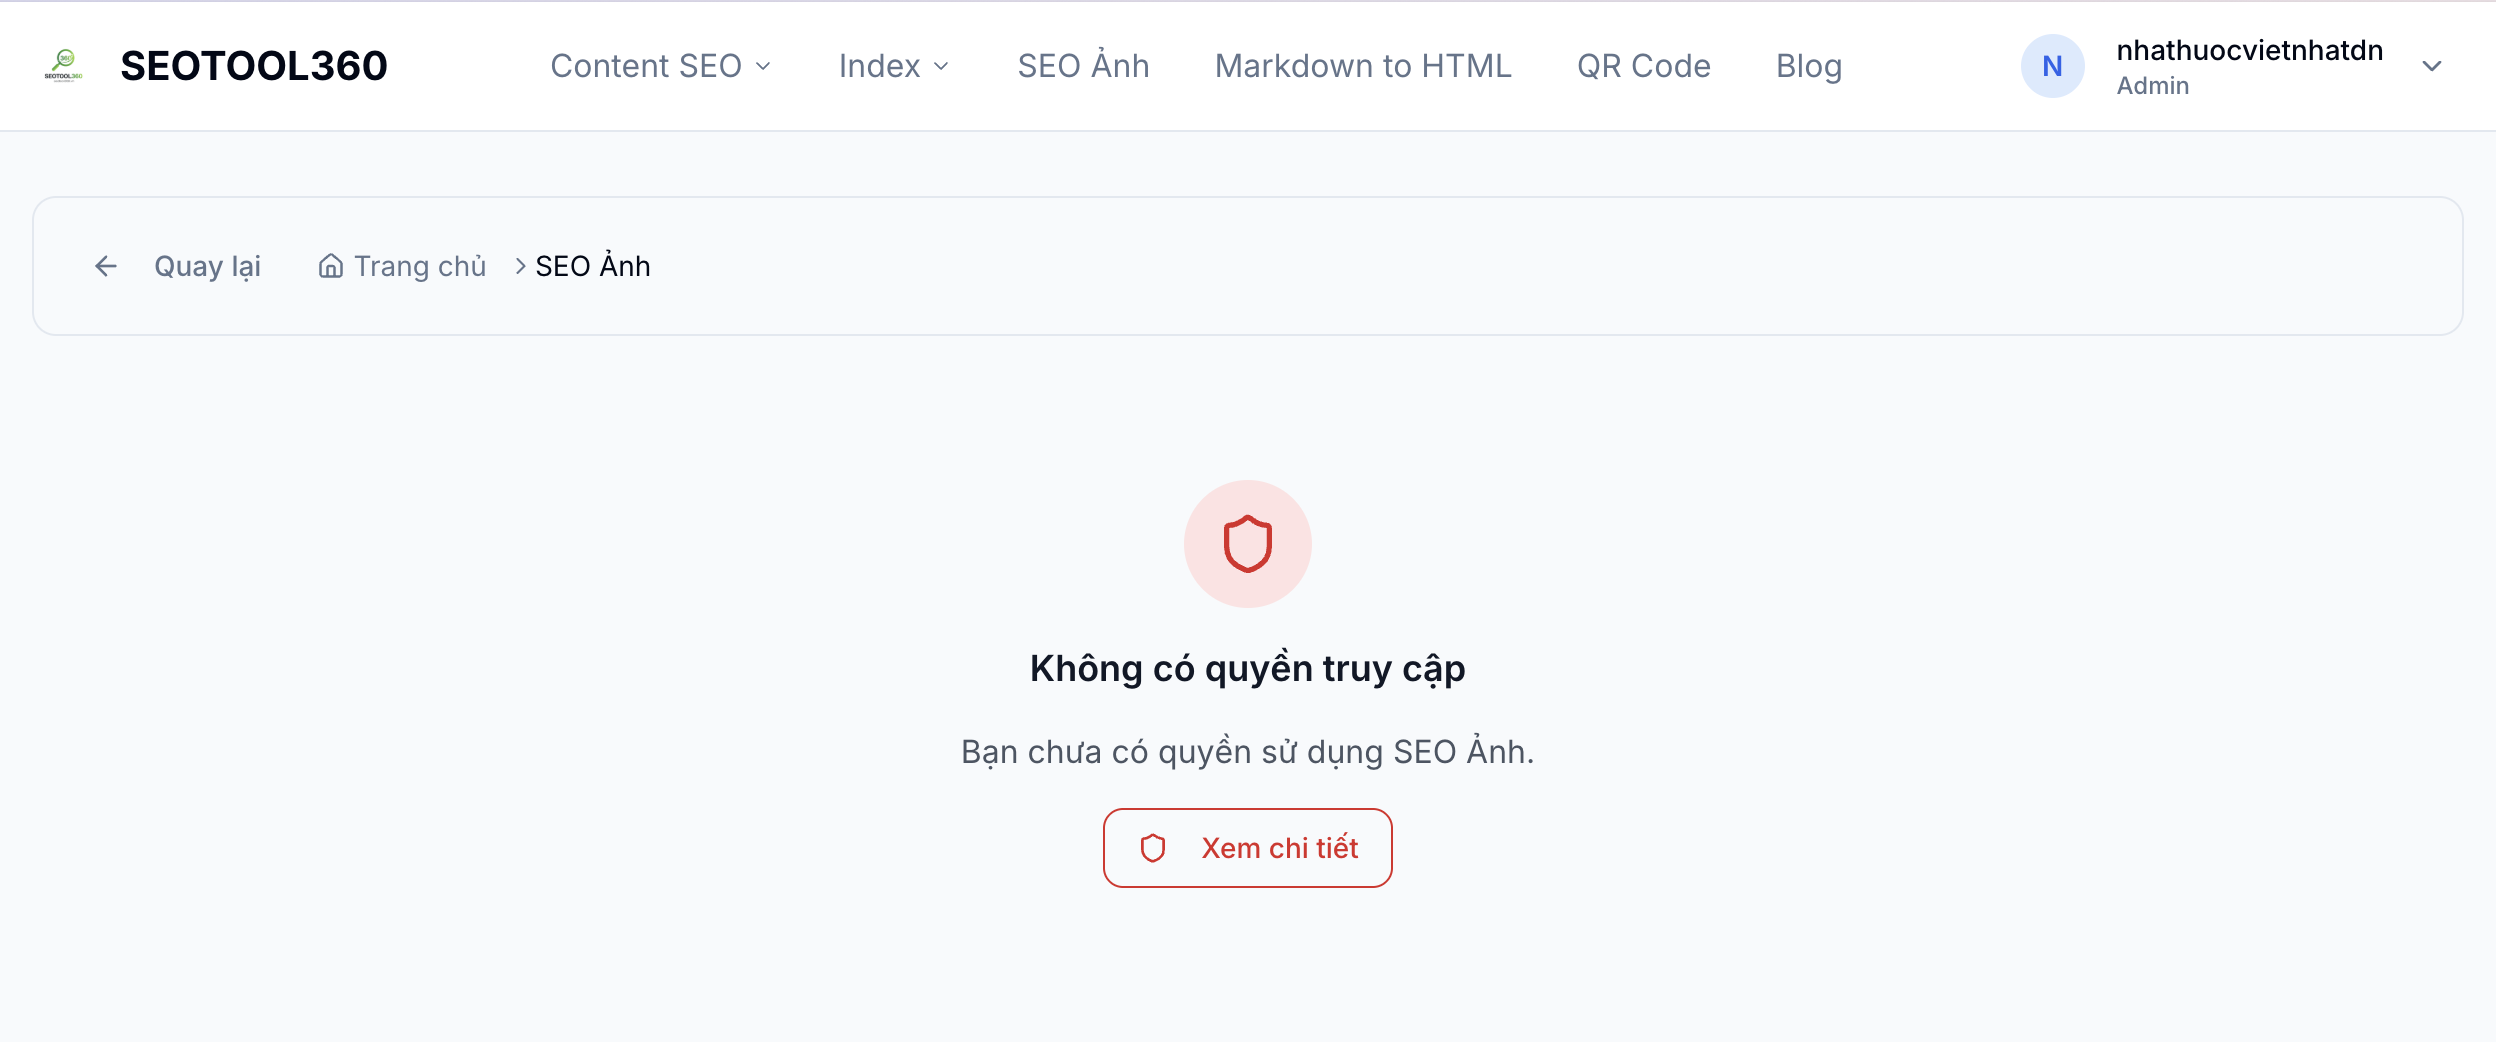 SEOTOOL360
SEOTOOL360
Content SEO
Index
SEO Ảnh
Markdown to HTML
QR Code
Blog
N
nhathuocvietnhatdn
Admin
Quay lại
Trang chủ
SEO Ảnh
Không có quyền truy cập
Bạn chưa có quyền sử dụng SEO Ảnh.
Xem chi tiết